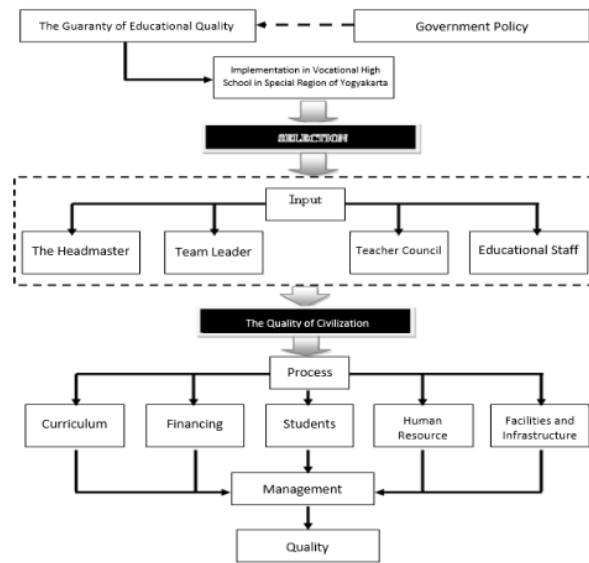 The Guaranty of Educational Quality
Government Policy
Implementation in Vocational High
School in Special Region of Yogyakarta
SELECTION
Input
The Headmaster
Team Leader
Teacher Council
Educational Staff
The Quality of Civilization
Process
Curriculum
Financing
Students
Human
Resource
Facilities and
Infrastructure
Management
Quality